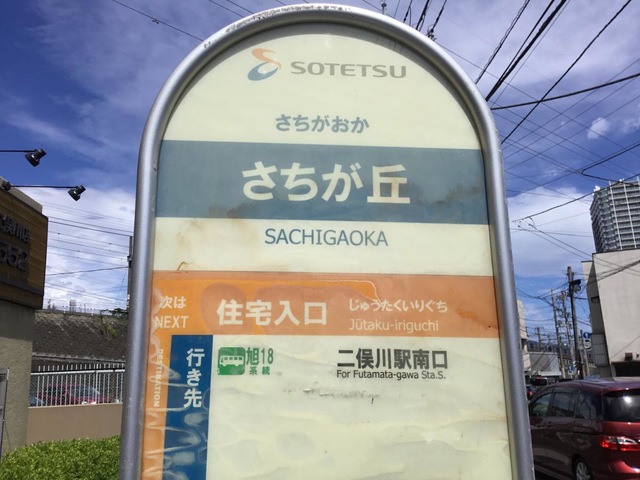 SOTETSU
さちがおか
さちが丘
SACHIGAOKA
次は
NEXT
住宅入口
じゅうたくいりぐち
Jūtaku-iriguchi
DESTINATION
行き先
旭18
系統
二俣川駅南口
For Futamata-gawa Sta.S.